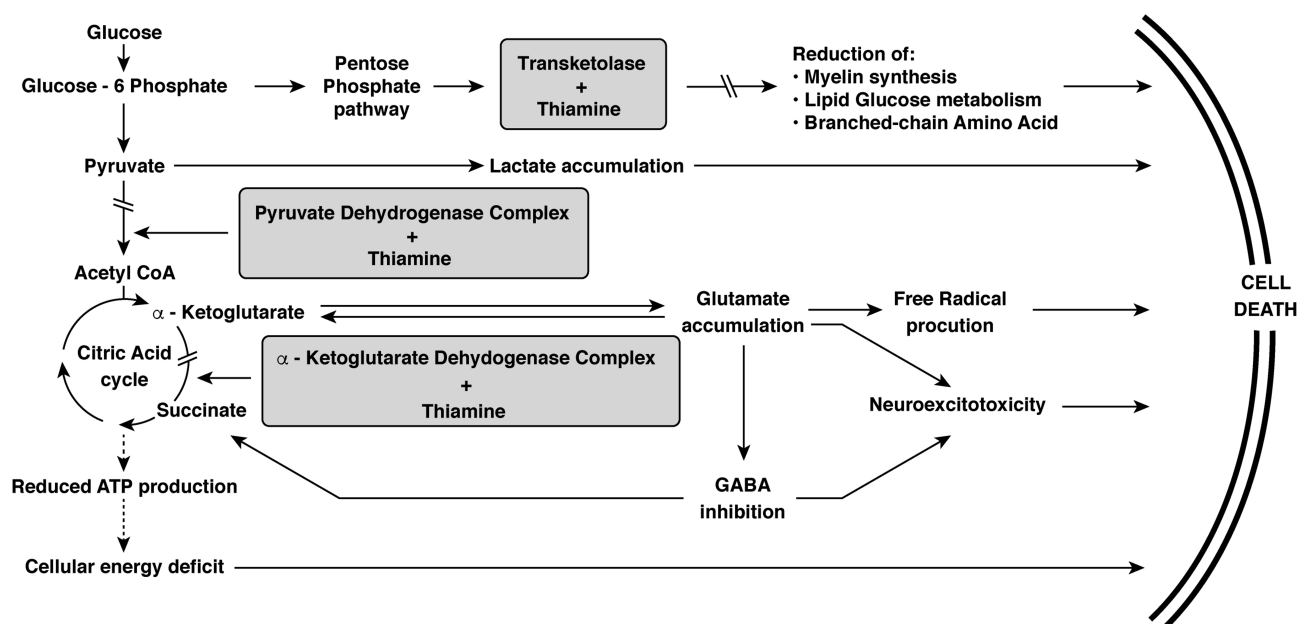 Glucose
Glucose - 6 Phosphate
Pentose
Phosphate
pathway
Transketolase
+
Thiamine
Reduction of:
· Myelin synthesis
· Lipid Glucose metabolism
· Branched-chain Amino Acid
Pyruvate
Lactate accumulation
Pyruvate Dehydrogenase Complex
+
Thiamine
Acetyl CoA
α - Ketoglutarate
Glutamate
accumulation
Free Radical
procution
CELL
DEATH
Citric Acid
cycle
α - Ketoglutarate Dehydogenase Complex
+
Thiamine
Succinate
Neuroexcitotoxicity
Reduced ATP production
GABA
inhibition
Cellular energy deficit